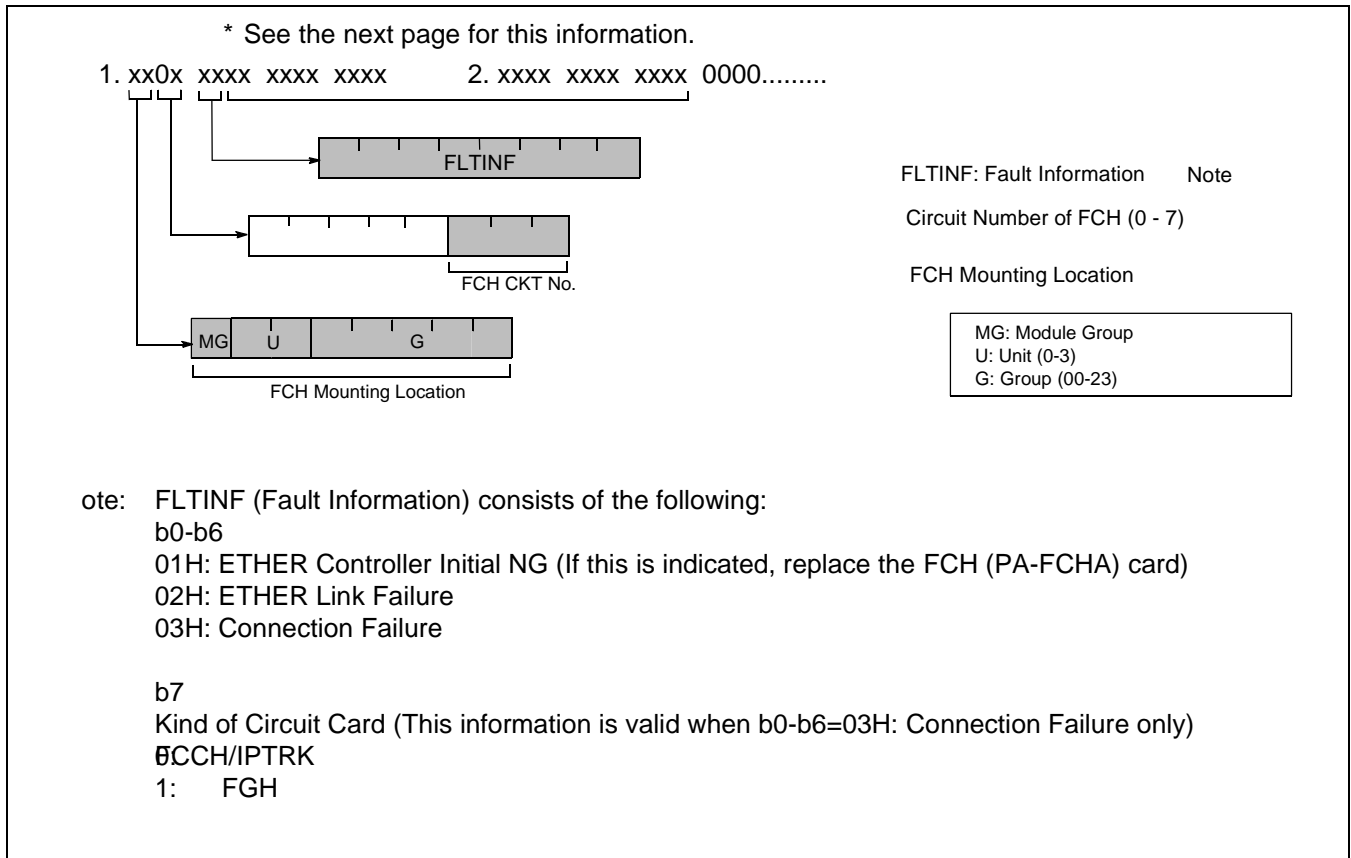 * See the next page for this information.
1. xx0x xxxx xxxx xxxx 2. xxxx xxxx xxxx 0000.........
FLTINF
FLTINF: Fault Information Note
Circuit Number of FCH (0 - 7)
FCH CKT No.
FCH Mounting Location
MG U G
FCH Mounting Location
MG: Module Group
U: Unit (0-3)
G: Group (00-23)
ote: FLTINF (Fault Information) consists of the following:
b0-b6
01H: ETHER Controller Initial NG (If this is indicated, replace the FCH (PA-FCHA) card)
02H: ETHER Link Failure
03H: Connection Failure
b7
Kind of Circuit Card (This information is valid when b0-b6=03H: Connection Failure only)
CCH/IPTRK
1: FGH